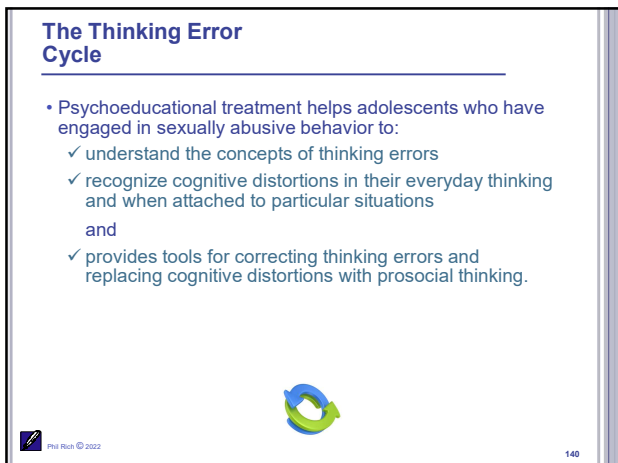 The Thinking Error
Cycle
• Psychoeducational treatment helps adolescents who have
engaged in sexually abusive behavior to:
✓ understand the concepts of thinking errors
✓ recognize cognitive distortions in their everyday thinking
and when attached to particular situations
and
✓ provides tools for correcting thinking errors and
replacing cognitive distortions with prosocial thinking.
Phil Rich © 2022
140